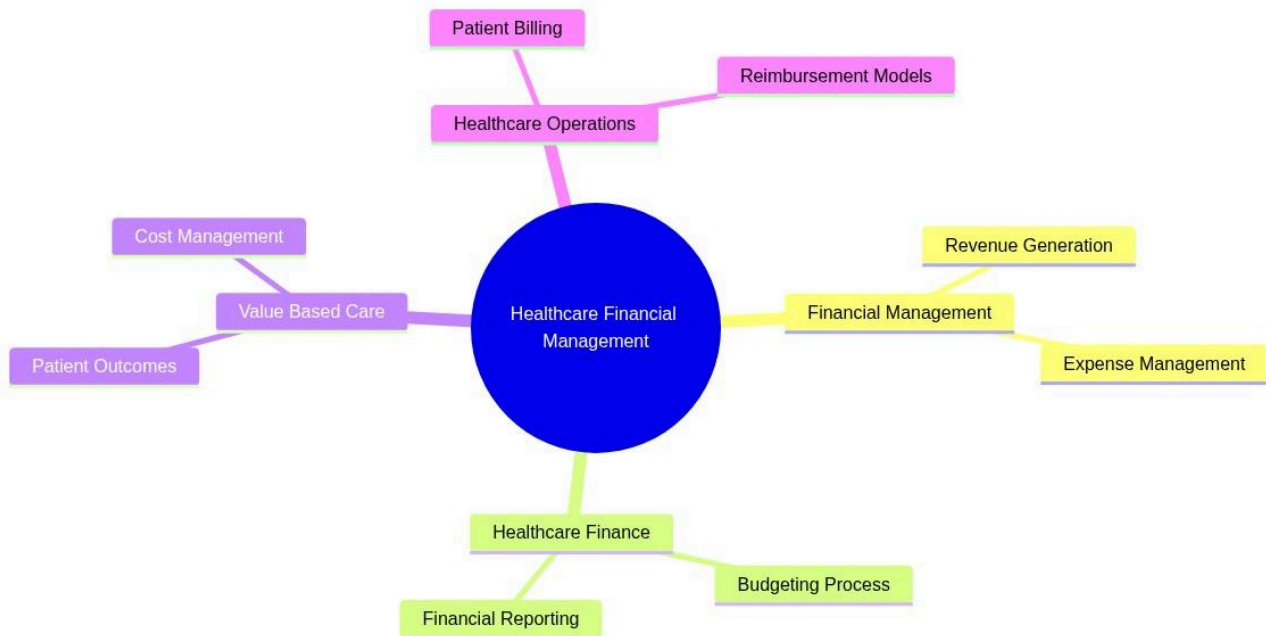 Patient Billing
Reimbursement Models
Healthcare Operations
Cost Management
Revenue Generation
Value Based Care
Healthcare Financial
Management
Financial Management
Patient Outcomes
Expense Management
Healthcare Finance
Budgeting Process
Financial Reporting